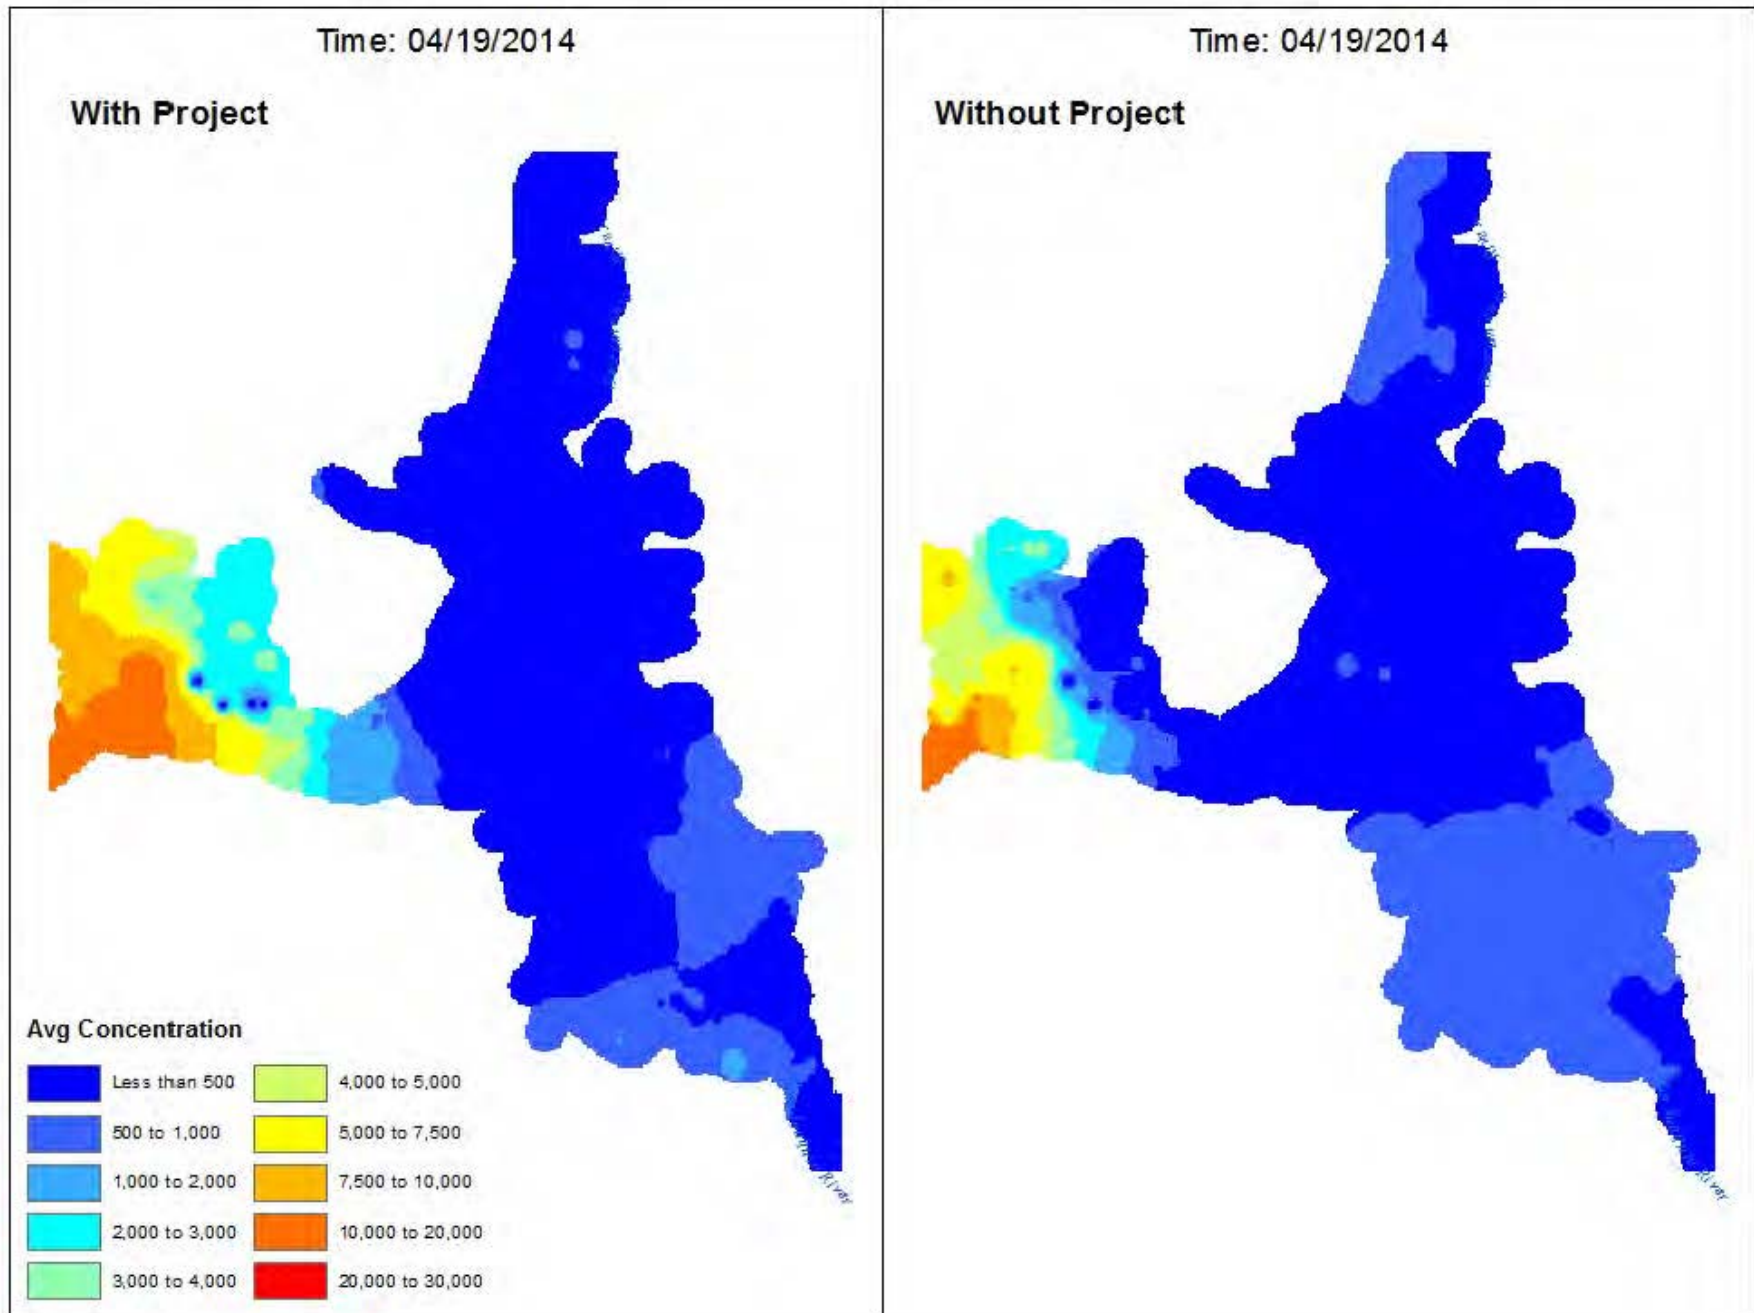 Time: 04/19/2014
With Project
Time: 04/19/2014
Without Project
Avg Concentration
Less than 500
500 to 1,000
1,000 to 2,000
2,000 to 3,000
3,000 to 4,000
4,000 to 5,000
5,000 to 7,500
7,500 to 10,000
10,000 to 20,000
20,000 to 30,000
River
River